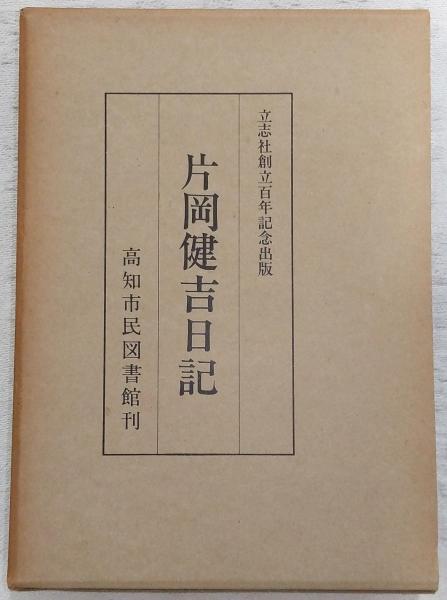 立志社創立百年記念出版
片岡健吉日記
高知市民図書館刊